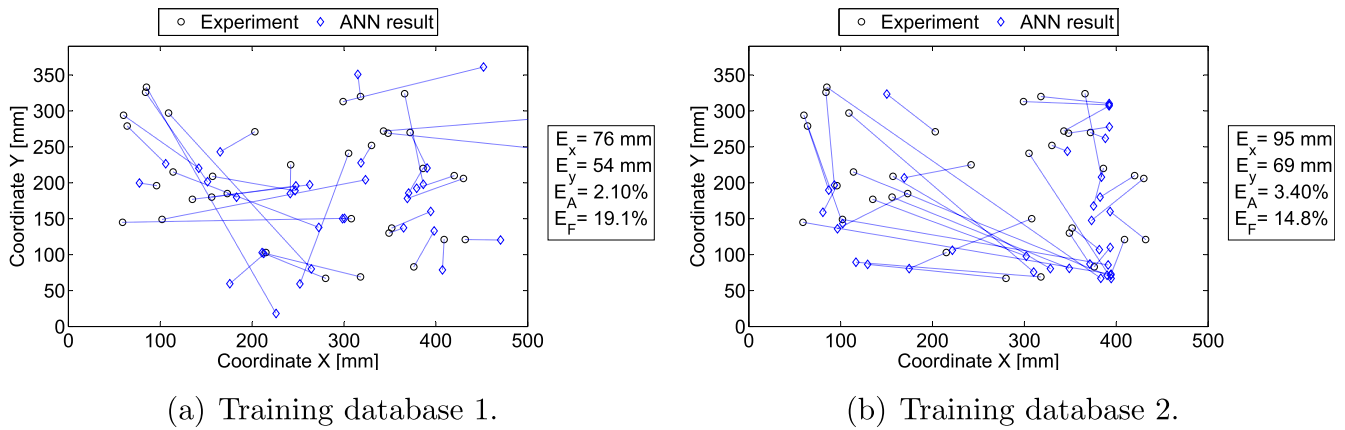 Experiment ANN result
350
300
250
200
150
100
50
0
0 100 200 300 400 500
Coordinate Y [mm]
Coordinate X [mm]
E_x = 76 mm
E_y = 54 mm
E_A = 2.10%
E_F = 19.1%
(a) Training database 1.
Experiment ANN result
350
300
250
200
150
100
50
0
0 100 200 300 400 500
Coordinate Y [mm]
Coordinate X [mm]
E_x = 95 mm
E_y = 69 mm
E_A = 3.40%
E_F = 14.8%
(b) Training database 2.